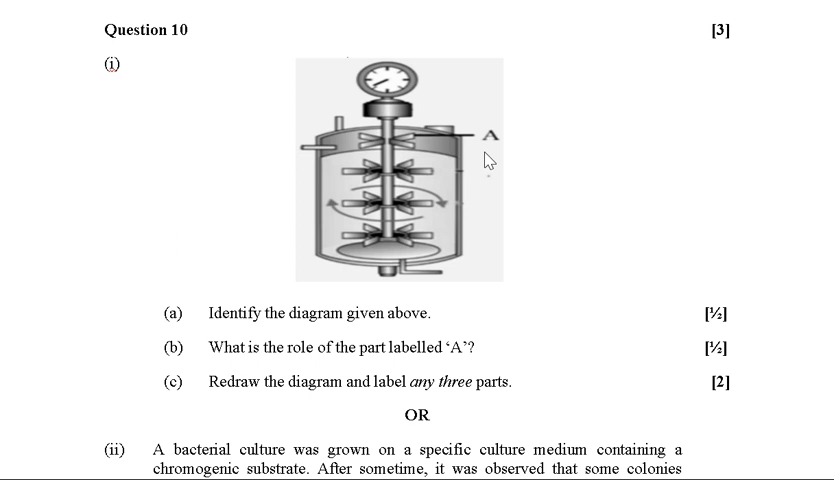 Question 10 [3]
(i)
A
(a) Identify the diagram given above. [½]
(b) What is the role of the part labelled ‘A’? [½]
(c) Redraw the diagram and label any three parts. [2]
OR
(ii) A bacterial culture was grown on a specific culture medium containing a
chromogenic substrate. After sometime, it was observed that some colonies